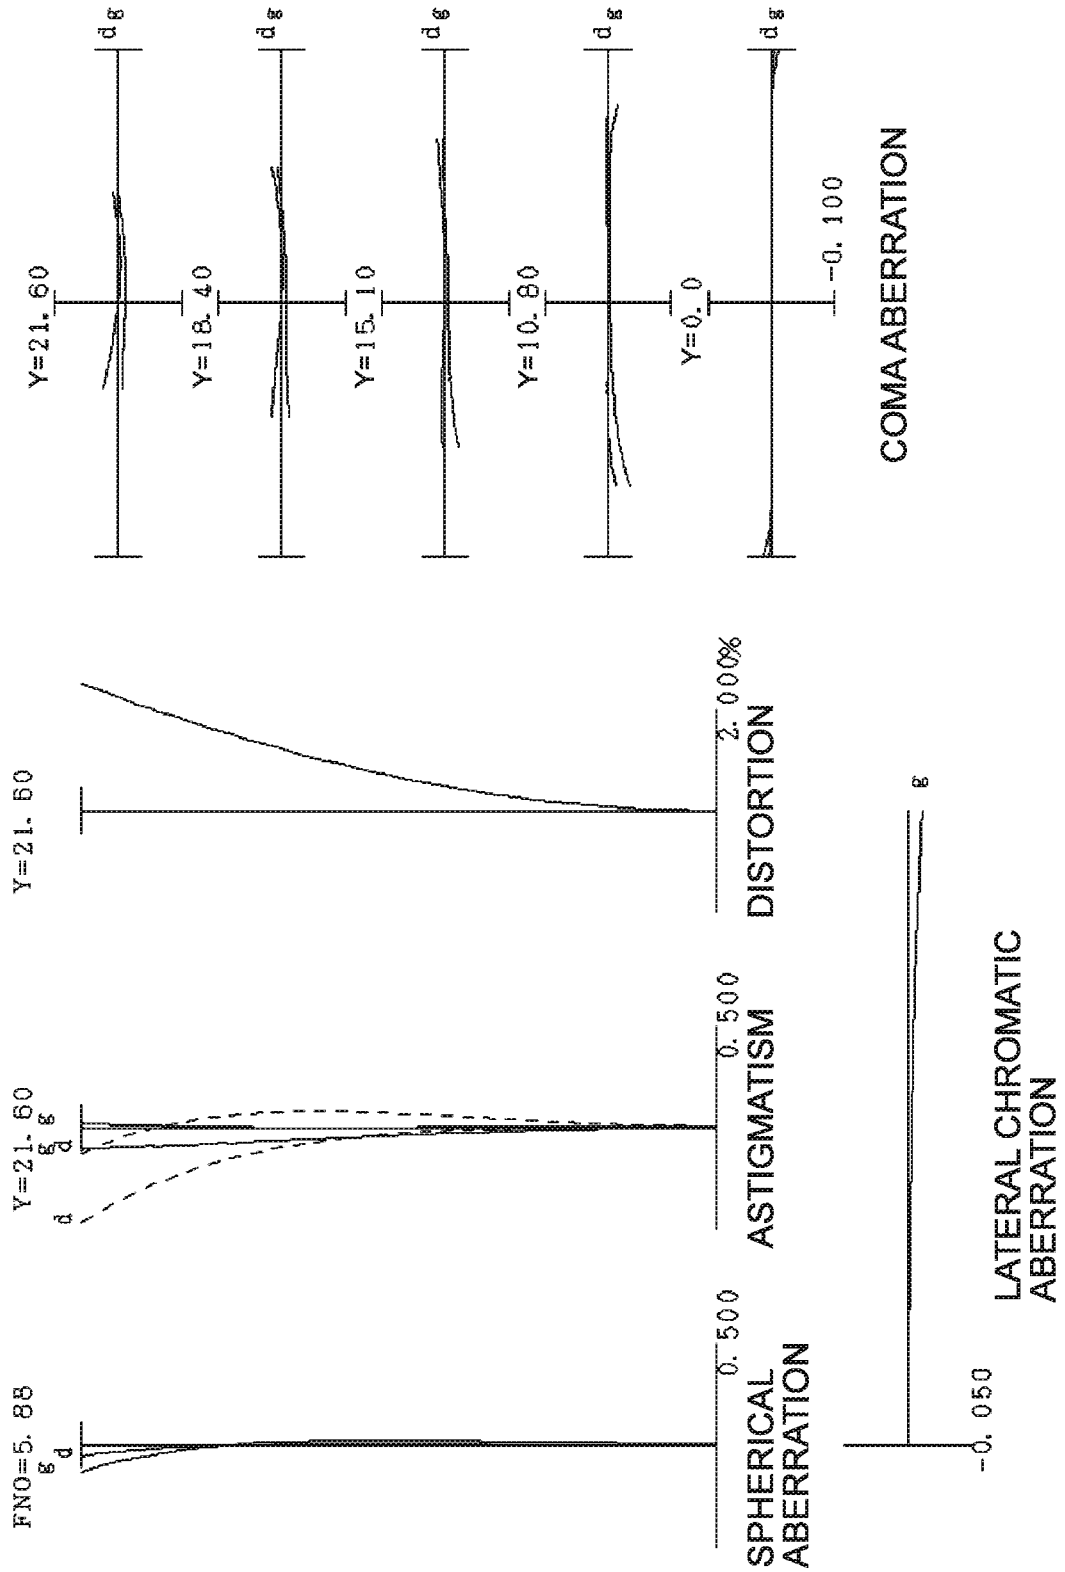 FNO=5.88
g
d
0.500
SPHERICAL
ABERRATION
Y=21.60
d
g
d
g
0.500
ASTIGMATISM
Y=21.60
2.000%
DISTORTION
Y=21.60
d g
Y=18.40
d g
Y=15.10
d g
Y=10.80
d g
Y=0.0
d g
-0.100
COMA ABERRATION
g
-0.050
LATERAL CHROMATIC
ABERRATION